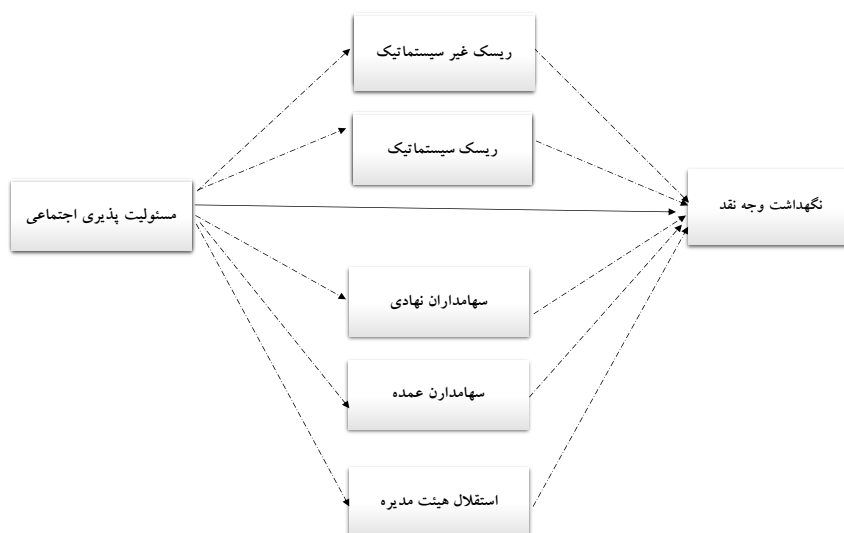 ریسک غیر سیستماتیک
ریسک سیستماتیک
مسئولیت پذیری اجتماعی
نگهداشت وجه نقد
سهامداران نهادی
سهامدارن عمده
استقلال هیئت مدیره